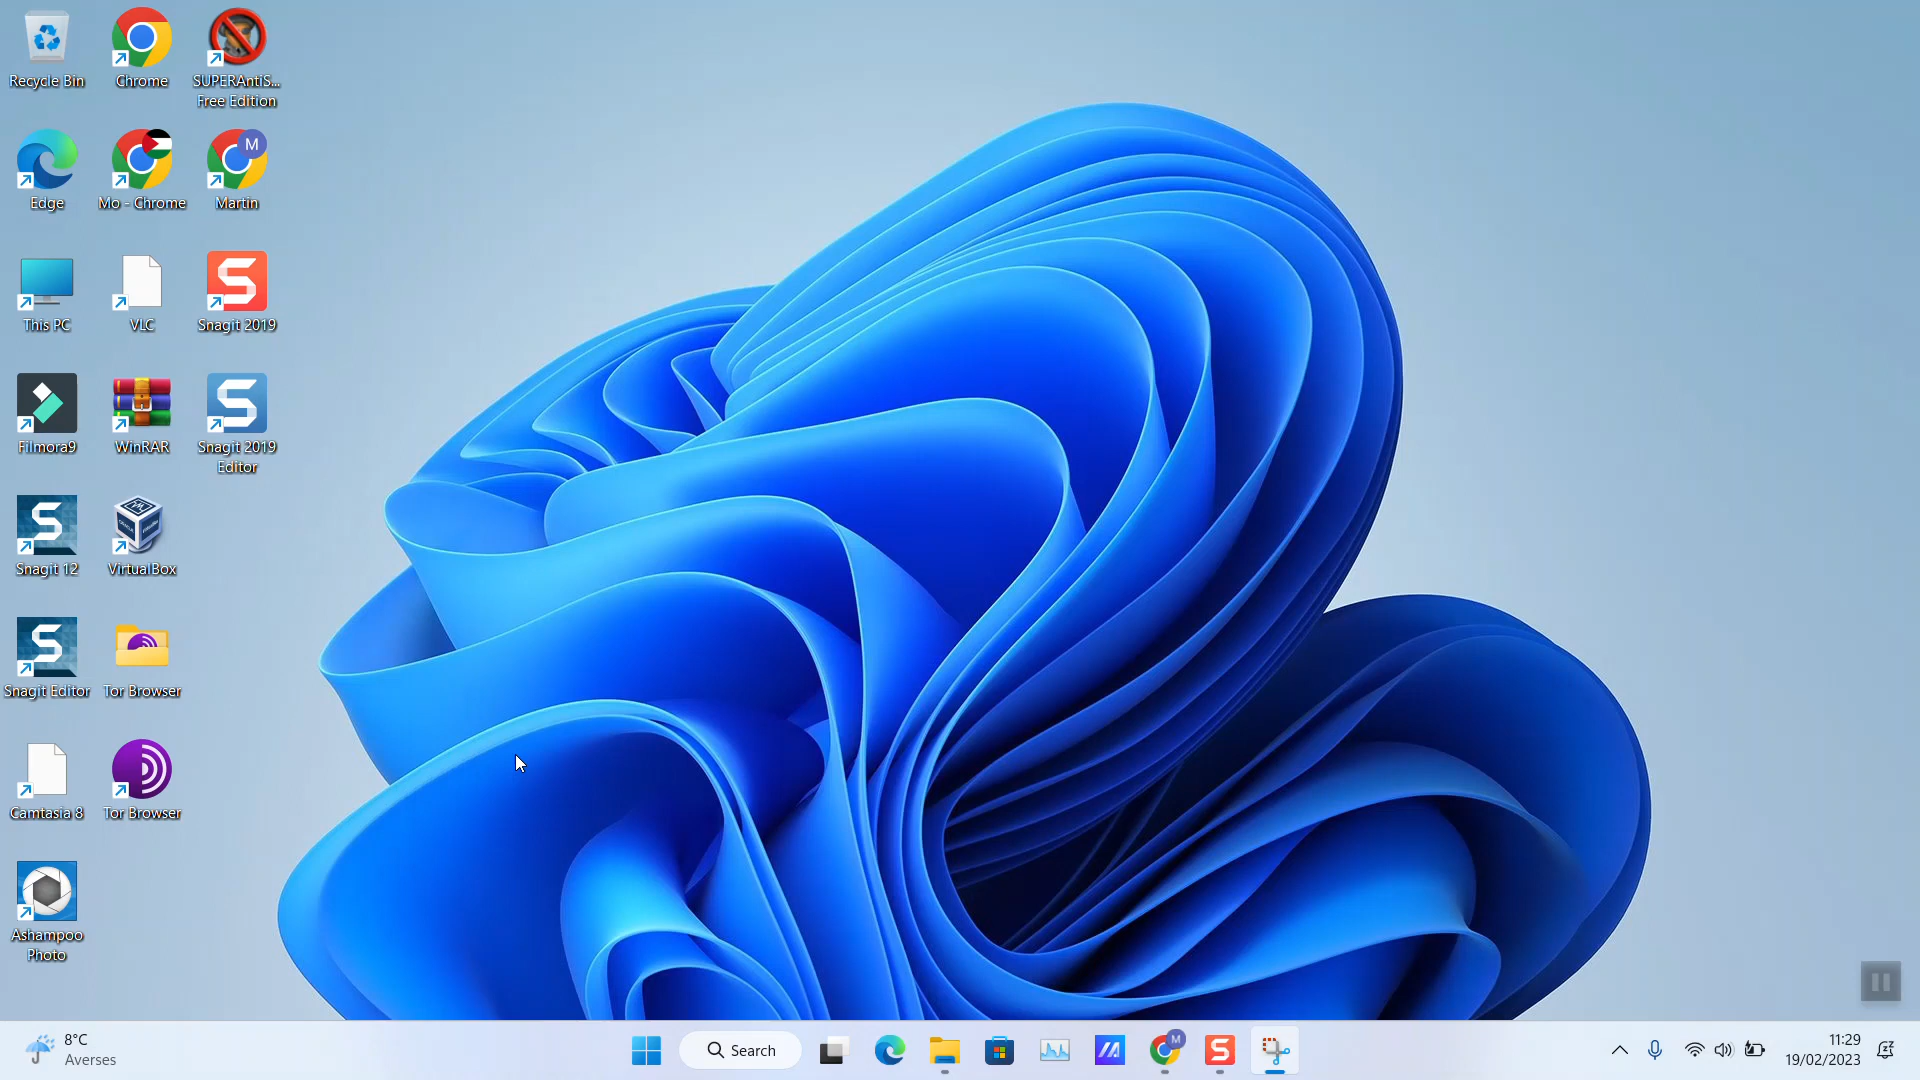 Recycle Bin
Chrome
SUPERAntiS...
Free Edition
Edge
Mo - Chrome
M
Martin
This PC
VLC
Snagit 2019
Filmora9
WinRAR
Snagit 2019
Editor
Snagit 12
VirtualBox
Snagit Editor
Tor Browser
Camtasia 8
Tor Browser
Ashampoo
Photo
8°C
Averses
Search
M
11:29
19/02/2023